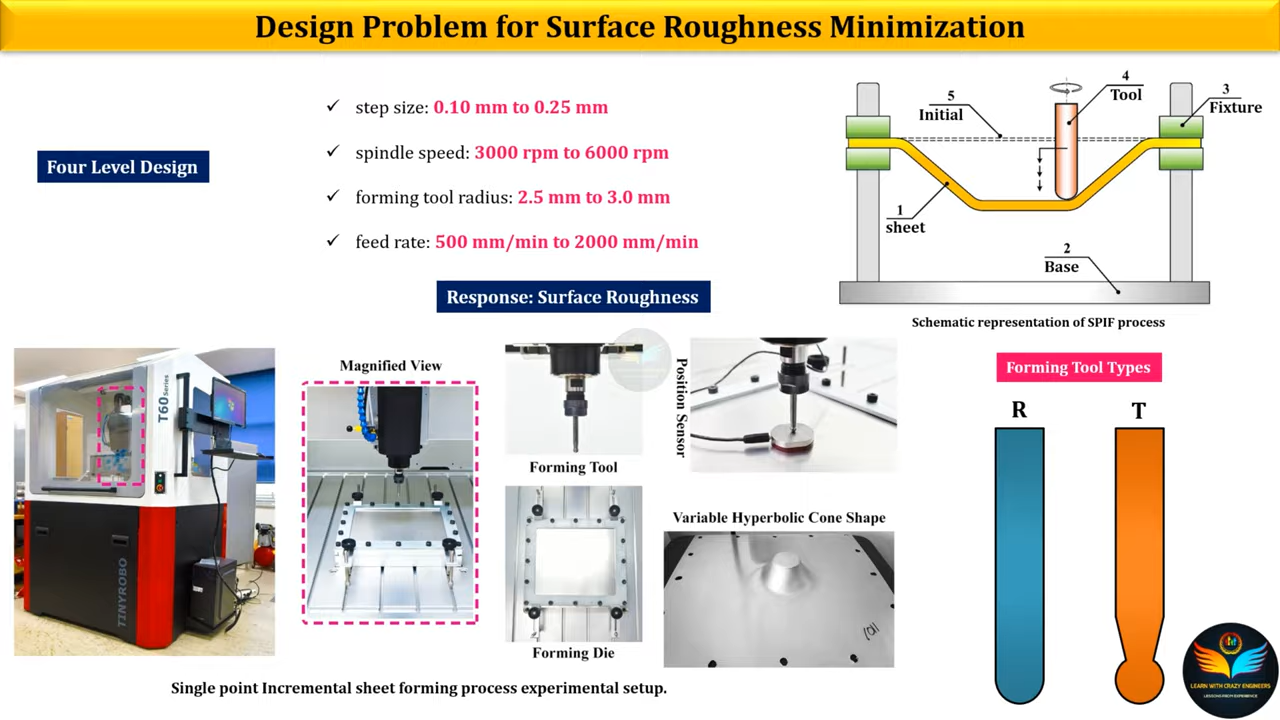 Design Problem for Surface Roughness Minimization
Four Level Design
✓ step size: 0.10 mm to 0.25 mm
✓ spindle speed: 3000 rpm to 6000 rpm
✓ forming tool radius: 2.5 mm to 3.0 mm
✓ feed rate: 500 mm/min to 2000 mm/min
Response: Surface Roughness
4
Tool
5
Initial
3
Fixture
1
sheet
2
Base
Schematic representation of SPIF process
T60 Series
TINYROBO
Magnified View
Forming Tool
Position Sensor
Forming Die
Variable Hyperbolic Cone Shape
Single point Incremental sheet forming process experimental setup.
Forming Tool Types
R
T
LEARN WITH CRAZY ENGINEERS
LESSONS FROM EXPERIENCE